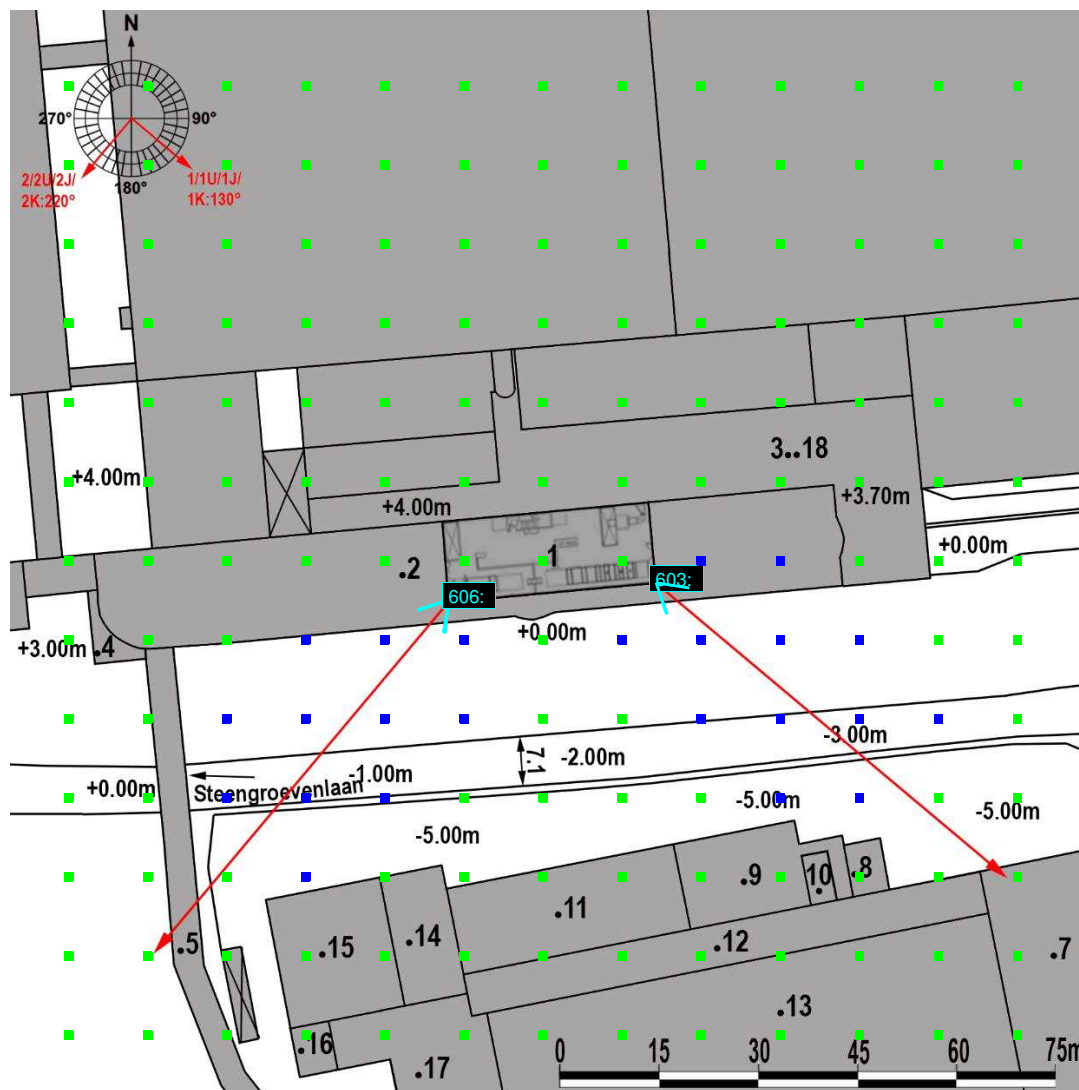 N
270°
90°
180°
2/2U/2J/
2K:220°
1/1U/1J/
1K:130°
+4.00m
3..18
+4.00m
+3.70m
+0.00m
1
.2
603:
606:
+0.00m
+3.00m
.4
-3.00m
7.1
-2.00m
-1.00m
+0.00m
Steengroevenlaan
-5.00m
-5.00m
-5.00m
.9
10
.8
.11
.14
.15
.5
.12
.7
.13
.16
.17
0 15 30 45 60 75m